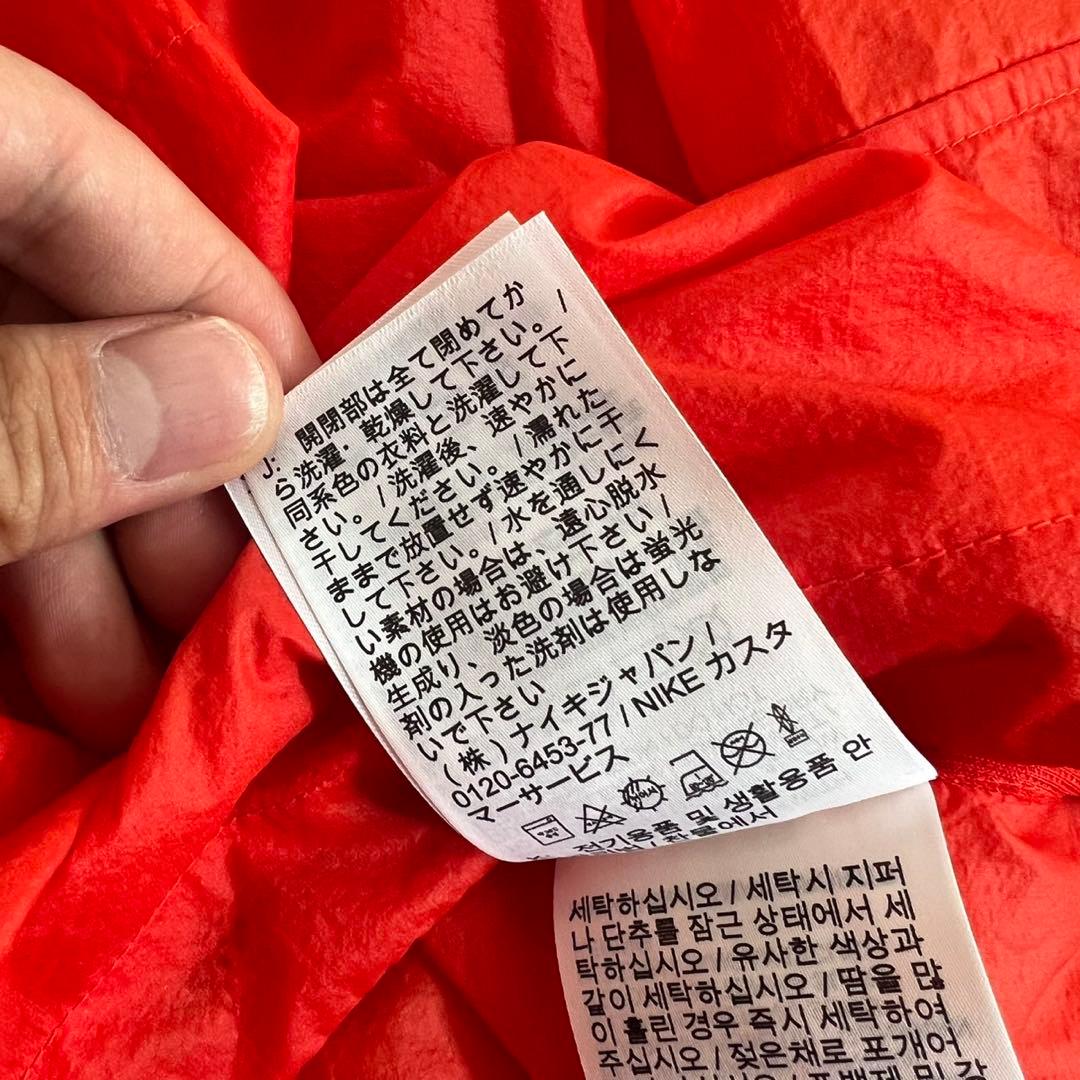 J: 開閉部は全て閉めてか
ら洗濯・乾燥して下さい。 /
同系色の衣料と洗濯して下
さい。 / 洗濯後、速やかに
干してください。 / 濡れた
ままで放置せず速やかに干
して下さい。 / 水を通しにく
い素材の場合は、遠心脱水
機の使用はお避け下さい /
生成り、淡色の場合は蛍光
剤の入った洗剤は使用しな
いで下さい
(株)ナイキジャパン /
0120-6453-77 / NIKE カスタ
マーサービス
전기용품 및 생활용품 안
세탁하십시오 / 세탁시 지퍼
나 단추를 잠근 상태에서 세
탁하십시오 / 유사한 색상과
같이 세탁하십시오 / 땀을 많
이 흘린 경우 즉시 세탁하여
주십시오 / 젖은채로 포개어